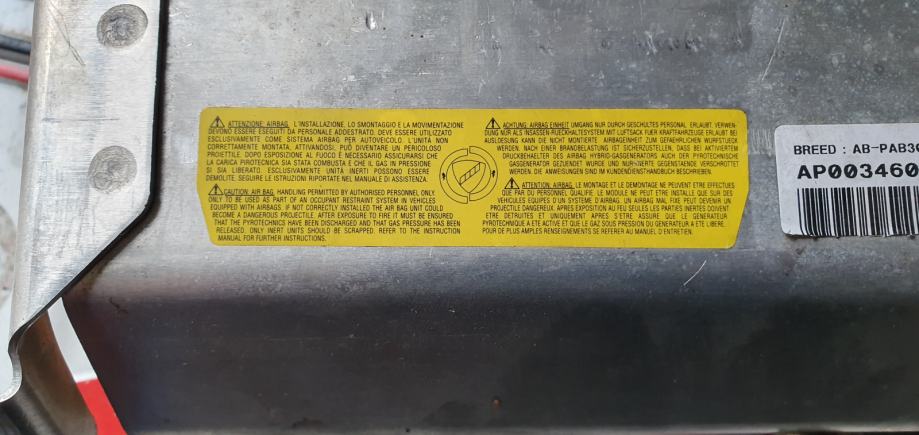 ATTENZIONE: AIRBAG. L'INSTALLAZIONE, LO SMONTAGGIO E LA MOVIMENTAZIONE
DEVONO ESSERE ESEGUITI DA PERSONALE ADDESTRATO. DEVE ESSERE UTILIZZATO
ESCLUSIVAMENTE COME SISTEMA AIRBAG PER AUTOVEICOLO. L'UNITÀ NON
CORRETTAMENTE MONTATA, ATTIVANDOSI, PUÒ DIVENTARE UN PERICOLOSO
PROIETTILE. DOPO ESPOSIZIONE AL FUOCO È NECESSARIO ASSICURARSI CHE
LA CARICA PIROTECNICA SIA STATA COMBUSTA E CHE IL GAS IN PRESSIONE
SI SIA LIBERATO. ESCLUSIVAMENTE UNITÀ INERTI POSSONO ESSERE
DEMOLITE. SEGUIRE LE ISTRUZIONI RIPORTATE NEL MANUALE DI ASSISTENZA.
CAUTION: AIR BAG. HANDLING PERMITTED BY AUTHORISED PERSONNEL ONLY.
ONLY TO BE USED AS PART OF AN OCCUPANT RESTRAINT SYSTEM IN VEHICLES
EQUIPPED WITH AIRBAGS. IF NOT CORRECTLY INSTALLED THE AIR BAG UNIT COULD
BECOME A DANGEROUS PROJECTILE. AFTER EXPOSURE TO FIRE IT MUST BE ENSURED
THAT THE PYROTECHNICS HAVE BEEN DISCHARGED AND THAT GAS PRESSURE HAS BEEN
RELEASED. ONLY INERT UNITS SHOULD BE SCRAPPED. REFER TO THE INSTRUCTION
MANUAL FOR FURTHER INSTRUCTIONS.
ACHTUNG: AIRBAG EINHEIT UMGANG NUR DURCH GESCHULTES PERSONAL ERLAUBT. VERWEN-
DUNG NUR ALS INSASSEN-RUECKHALTESYSTEM MIT LUFTSACK FUER KRAFTFAHRZEUGE ERLAUBT BEI
AUSLOESUNG KANN DIE NICHT MONTIERTE AIRBAGEINHEIT ZUM GEFÄHRLICHEN WURFSTUECK
WERDEN. NACH EINER BRANDBELASTUNG IST SICHERZUSTELLEN, DASS BEI AKTIVIERTEM
DRUCKBEHÄLTER DES AIRBAG HYBRID-GASGENERATORS AUCH DER PYROTECHNISCHE
GASGENERATOR GEZUENDET WURDE UND NUR INERTE GEGENSTÄNDE VERSCHROTTET
WERDEN. DIE ANWEISUNGEN SIND IM KUNDENDIENSTHANDBUCH BESCHRIEBEN.
ATTENTION: AIRBAG. LE MONTAGE ET LE DEMONTAGE NE PEUVENT ETRE EFFECTUES
QUE PAR DU PERSONNEL QUALIFIE. LE MODULE NE PEUT ETRE INSTALLE QUE SUR DES
VEHICULES EQUIPES D'UN SYSTEME D'AIRBAG. UN AIRBAG MAL FIXE PEUT DEVENIR UN
PROJECTILE DANGEREUX. APRES EXPOSITION AU FEU SEULES LES PARTIES INERTES DOIVENT
ETRE DETRUITES ET UNIQUEMENT APRES S'ETRE ASSURE QUE LE GENERATEUR
PYROTECHNIQUE A ETE ACTIVE ET QUE LE GAZ SOUS PRESSION DU GENERATEUR A ETE LIBERE.
POUR DE PLUS AMPLES RENSEIGNEMENTS SE REFERER AU MANUEL D'ENTRETIEN.
BREED : AB-PAB30
AP003460